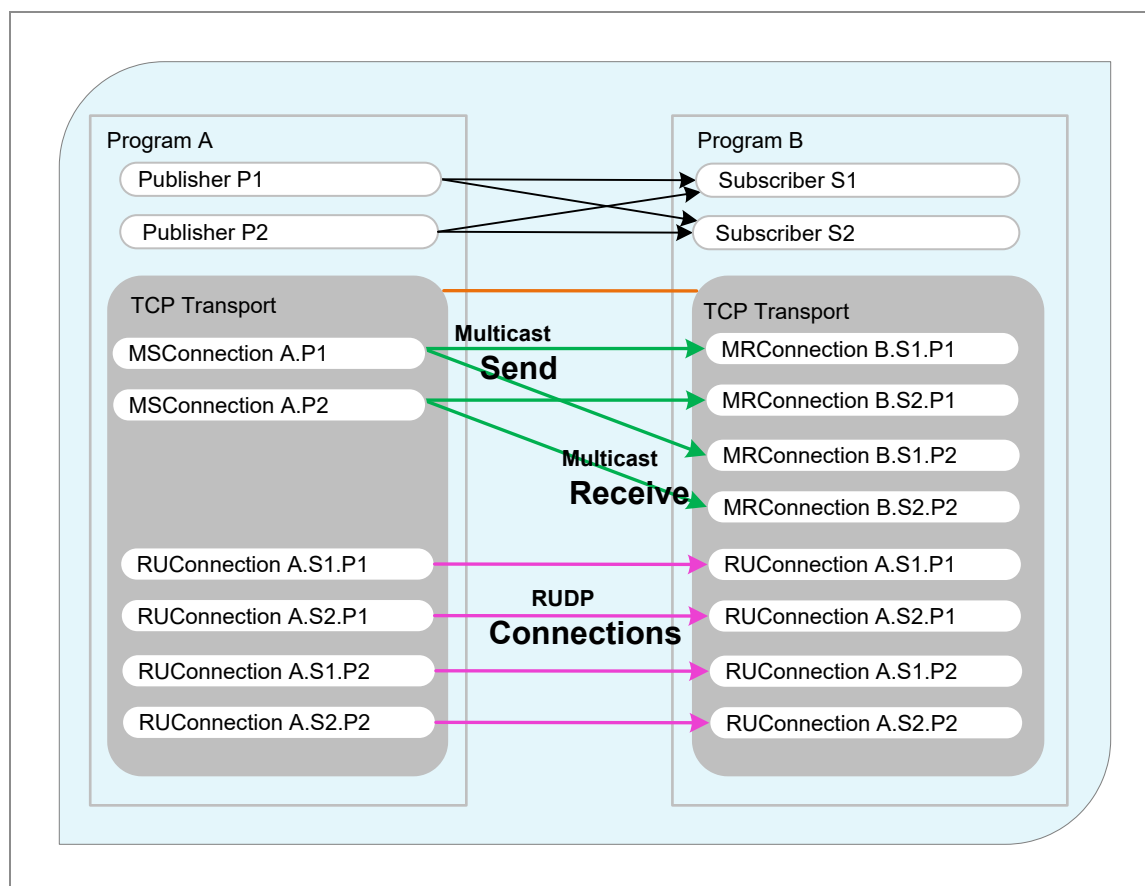 Program A
Publisher P1
Publisher P2
TCP Transport
MSConnection A.P1
MSConnection A.P2
RUConnection A.S1.P1
RUConnection A.S2.P1
RUConnection A.S1.P2
RUConnection A.S2.P2
Multicast
Send
Multicast
Receive
RUDP
Connections
Program B
Subscriber S1
Subscriber S2
TCP Transport
MRConnection B.S1.P1
MRConnection B.S2.P1
MRConnection B.S1.P2
MRConnection B.S2.P2
RUConnection A.S1.P1
RUConnection A.S2.P1
RUConnection A.S1.P2
RUConnection A.S2.P2